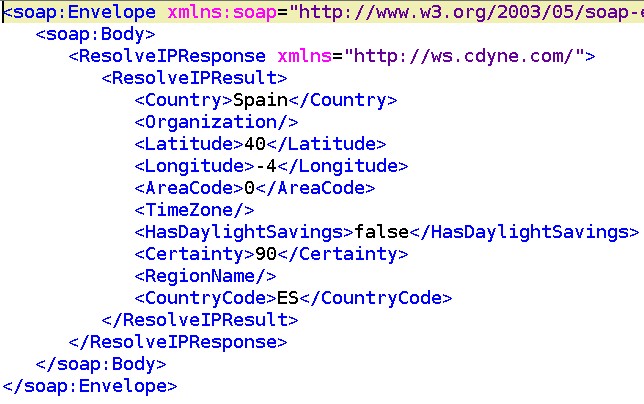 <soap:Envelope xmlns:soap="http://www.w3.org/2003/05/soap-e
<soap:Body>
<ResolveIPResponse xmlns="http://ws.cdyne.com/">
<ResolveIPResult>
<Country>Spain</Country>
<Organization/>
<Latitude>40</Latitude>
<Longitude>-4</Longitude>
<AreaCode>0</AreaCode>
<TimeZone/>
<HasDaylightSavings>false</HasDaylightSavings>
<Certainty>90</Certainty>
<RegionName/>
<CountryCode>ES</CountryCode>
</ResolveIPResult>
</ResolveIPResponse>
</soap:Body>
</soap:Envelope>